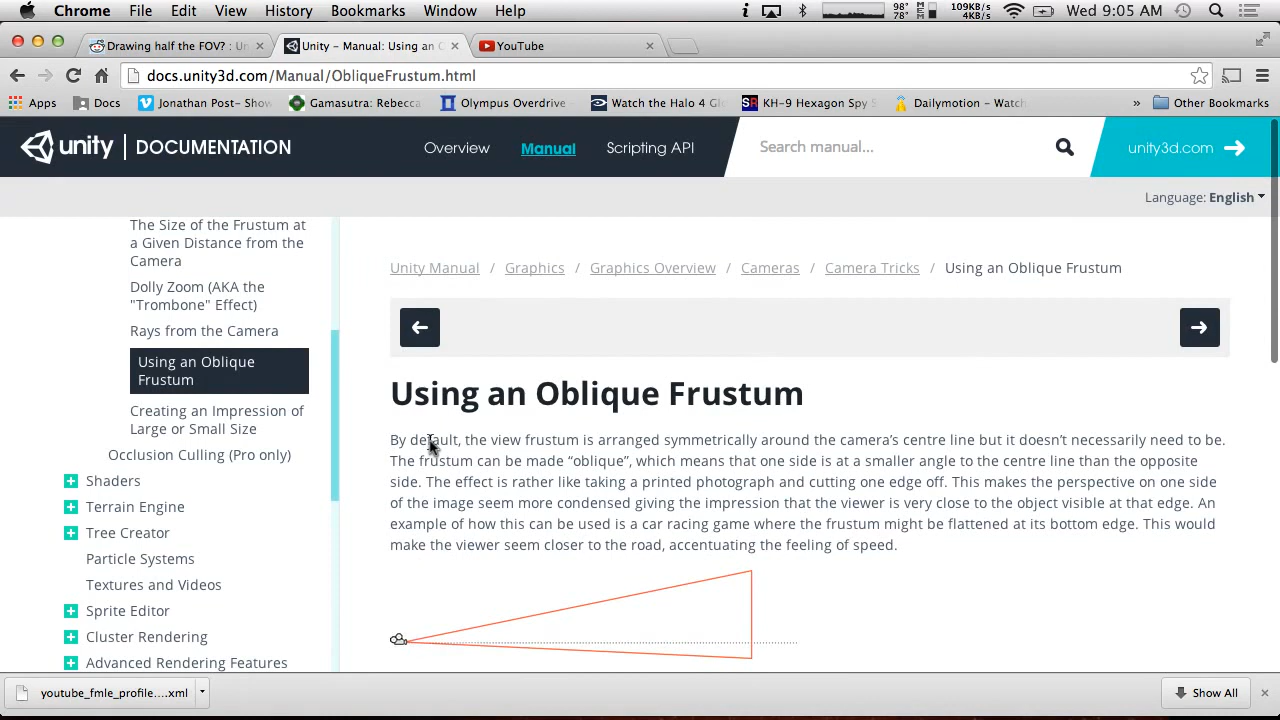 Chrome File Edit View History Bookmarks Window Help
98° 78° 109KB/s 4KB/s Wed 9:05 AM
Drawing half the FOV? : Un
Unity – Manual: Using an O
YouTube
docs.unity3d.com/Manual/ObliqueFrustum.html
Apps Docs Jonathan Post- Show Gamasutra: Rebecca Olympus Overdrive Watch the Halo 4 Gl KH-9 Hexagon Spy S Dailymotion – Watch » Other Bookmarks
unity | DOCUMENTATION Overview Manual Scripting API Search manual... unity3d.com
Language: English
The Size of the Frustum at
a Given Distance from the
Camera
Dolly Zoom (AKA the
"Trombone" Effect)
Rays from the Camera
Using an Oblique
Frustum
Creating an Impression of
Large or Small Size
Occlusion Culling (Pro only)
Shaders
Terrain Engine
Tree Creator
Particle Systems
Textures and Videos
Sprite Editor
Cluster Rendering
Advanced Rendering Features
Unity Manual / Graphics / Graphics Overview / Cameras / Camera Tricks / Using an Oblique Frustum
Using an Oblique Frustum
By default, the view frustum is arranged symmetrically around the camera's centre line but it doesn't necessarily need to be.
The frustum can be made “oblique”, which means that one side is at a smaller angle to the centre line than the opposite
side. The effect is rather like taking a printed photograph and cutting one edge off. This makes the perspective on one side
of the image seem more condensed giving the impression that the viewer is very close to the object visible at that edge. An
example of how this can be used is a car racing game where the frustum might be flattened at its bottom edge. This would
make the viewer seem closer to the road, accentuating the feeling of speed.
youtube_fmle_profile....xml
Show All